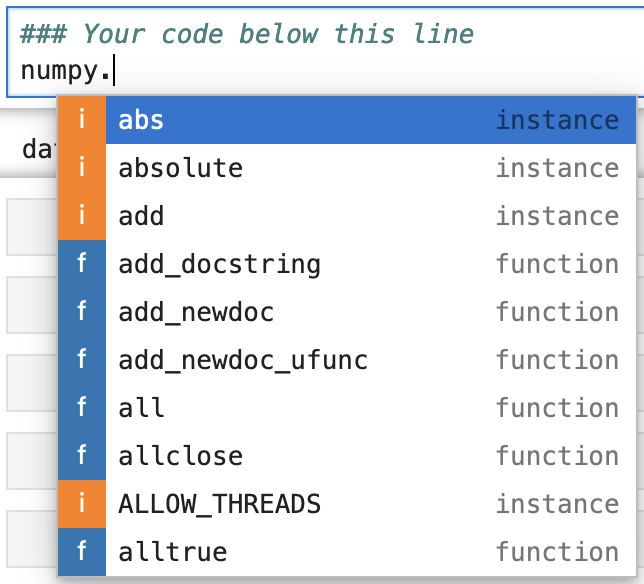 ### Your code below this line
numpy.
da
i abs instance
i absolute instance
i add instance
f add_docstring function
f add_newdoc function
f add_newdoc_ufunc function
f all function
f allclose function
i ALLOW_THREADS instance
f alltrue function